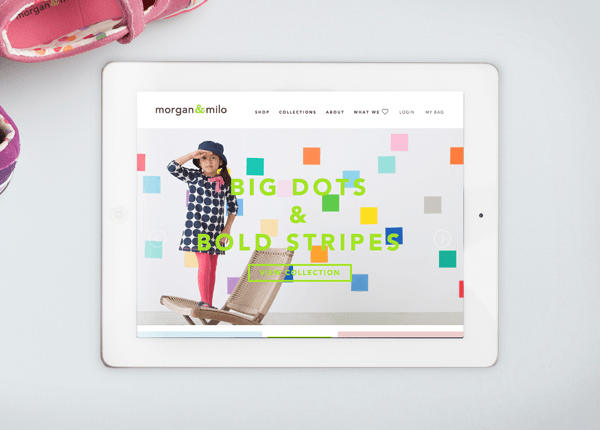 morgan&milo
morgan&milo
SHOP COLLECTIONS ABOUT WHAT WE LOGIN MY BAG
BIG DOTS
&
BOLD STRIPES
VIEW COLLECTION